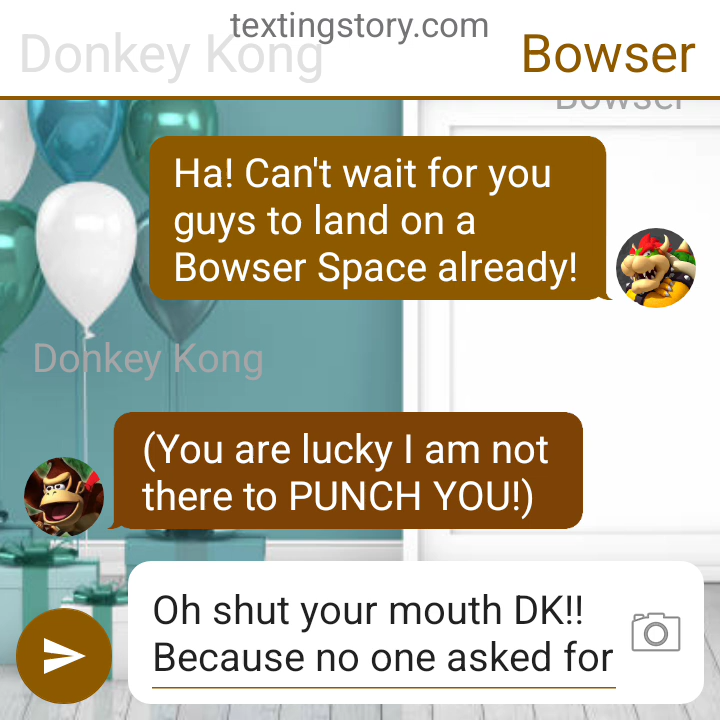 textingstory.com
Donkey Kong
Bowser
Bowser
Ha! Can't wait for you
guys to land on a
Bowser Space already!
Donkey Kong
(You are lucky I am not
there to PUNCH YOU!)
Oh shut your mouth DK!!
Because no one asked for